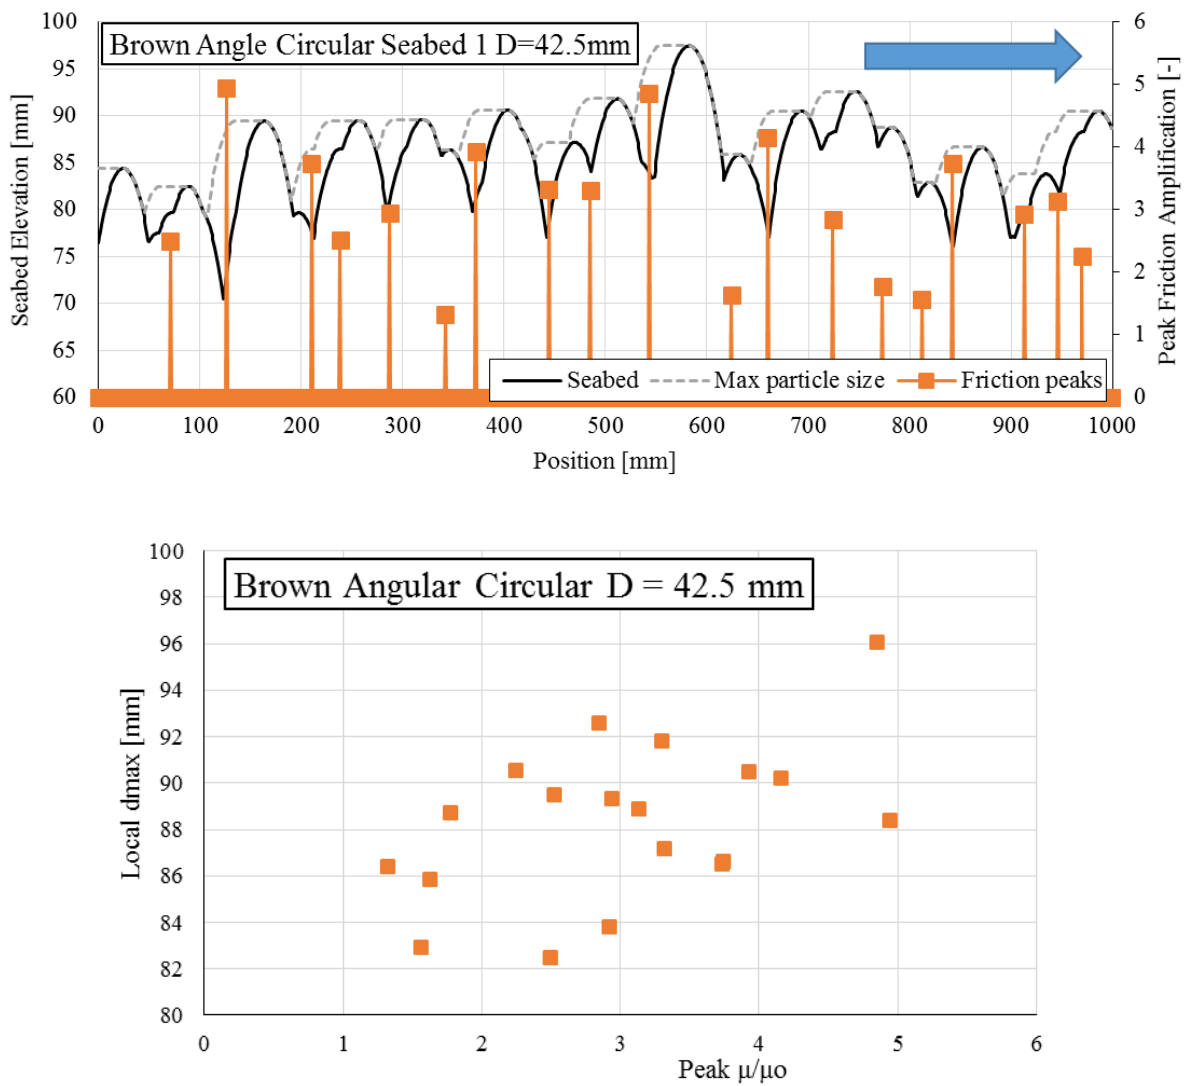 Brown Angle Circular Seabed 1 D=42.5mm
Seabed Elevation [mm]
100
95
90
85
80
75
70
65
60
6
5
4
3
2
1
0
Peak Friction Amplification [-]
Seabed Max particle size Friction peaks
0 100 200 300 400 500 600 700 800 900 1000
Position [mm]
Brown Angular Circular D = 42.5 mm
Local dmax [mm]
100
98
96
94
92
90
88
86
84
82
80
0 1 2 3 4 5 6
Peak μ/μo